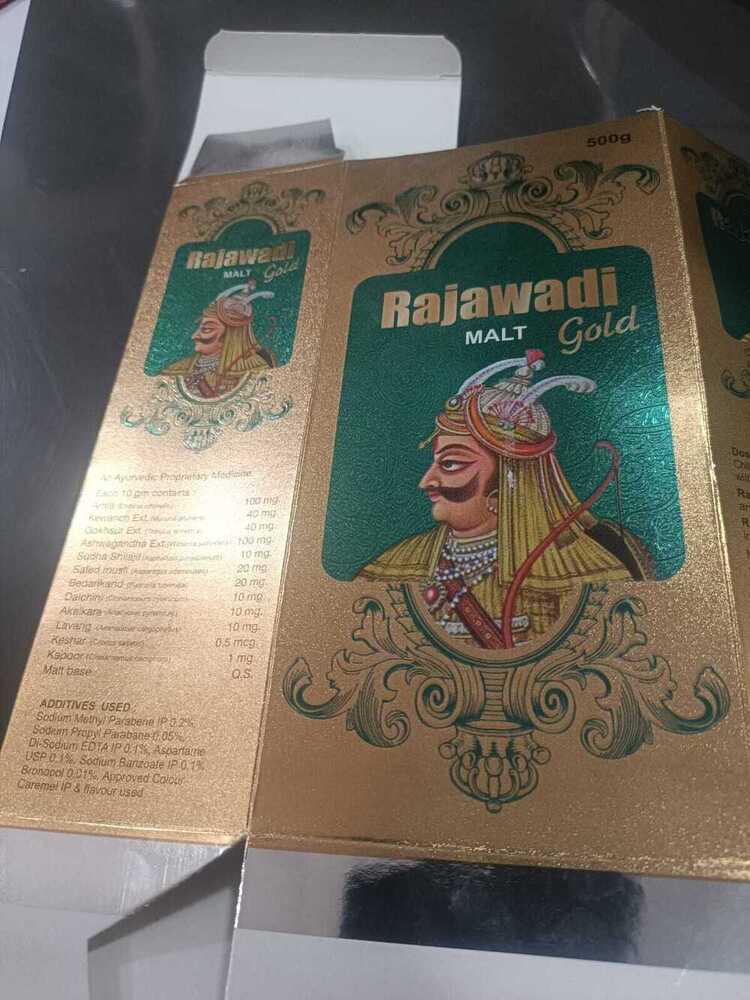 Rajawadi
MALT Gold
An Ayurvedic Proprietary Medicine.
Each 10 gm contains :
Amla 100 mg.
Kewanch Ext. 40 mg.
Gokhsur Ext. 40 mg.
Ashwagandha Ext. 100 mg.
Sudha Shilajit 10 mg.
Safed musli 20 mg.
Bedarikand 20 mg.
Dalchini 10 mg.
Akalkara 10 mg.
Lavang 10 mg.
Keshar 0.5 mcg.
Kapoor 1 mg
Malt base Q.S.
ADDITIVES USED
Sodium Methyl Parabene IP 0.2%,
Sodium Propyl Parabane 0.05%,
Di-Sodium EDTA IP 0.1%, Aspartame
USP 0.1%, Sodium Banzoate IP 0.1%
Bronopol 0.01%, Approved Colour
Caremel IP & flavour used
500g
Rajawadi
MALT Gold